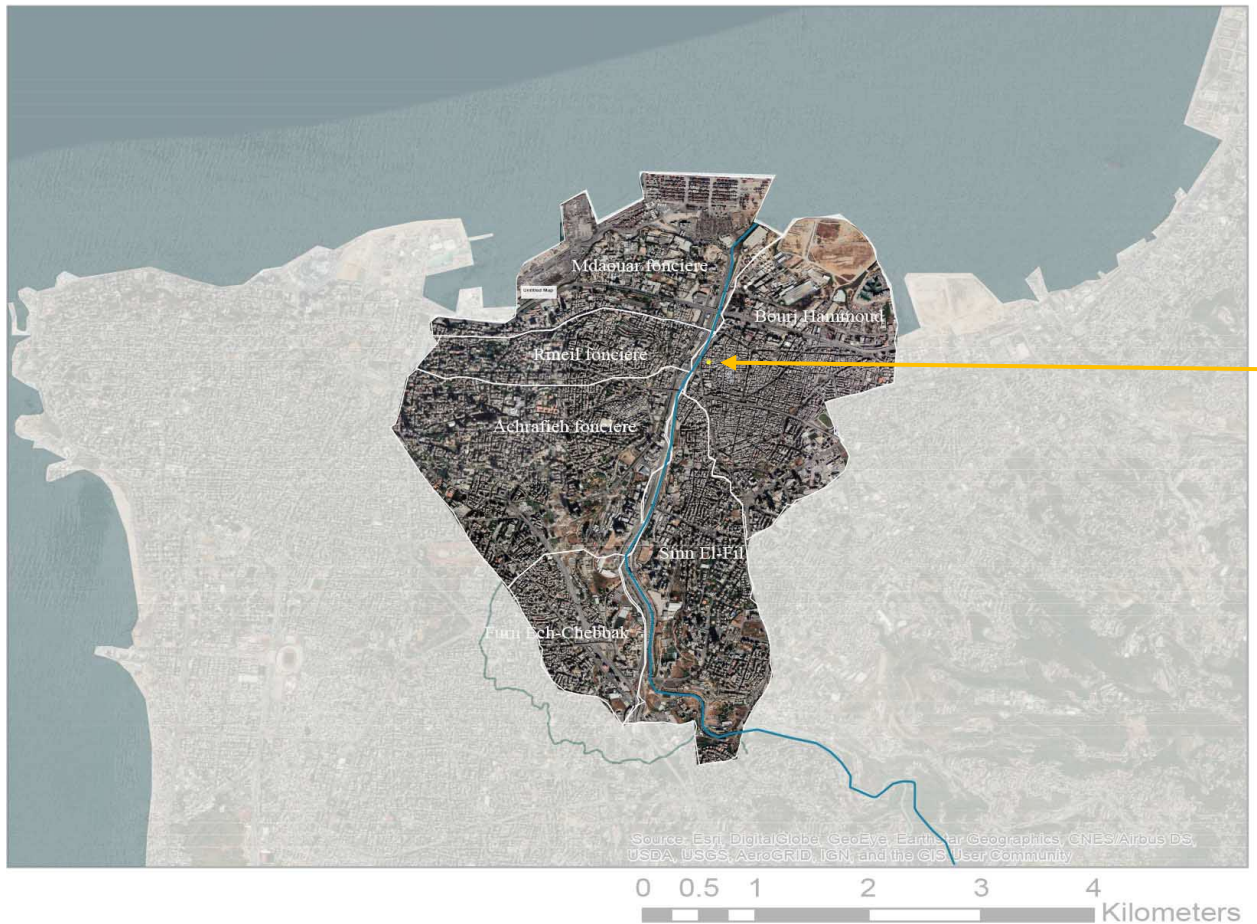 Mdaouar fonciere
Untitled Map
Bourj Hammoud
Rmeil fonciere
Achrafieh fonciere
Sinn El-Fil
Furn Ech-Chebbak
Source: Esri, DigitalGlobe, GeoEye, Earthstar Geographics, CNES/Airbus DS,
USDA, USGS, AeroGRID, IGN, and the GIS User Community
0 0.5 1 2 3 4
Kilometers